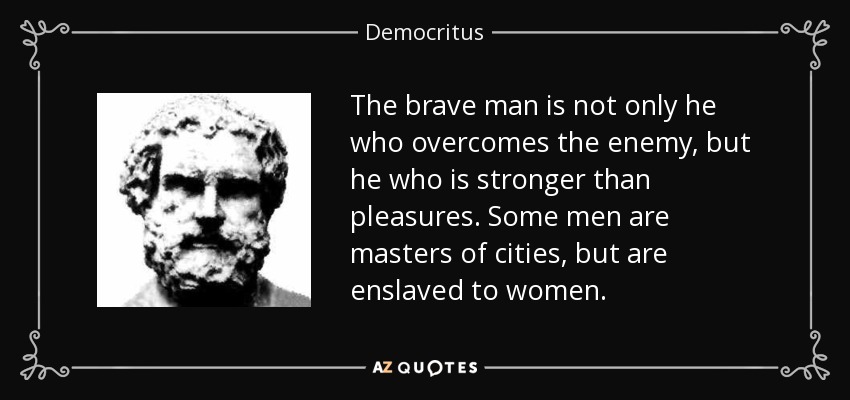 Democritus
The brave man is not only he
who overcomes the enemy, but
he who is stronger than
pleasures. Some men are
masters of cities, but are
enslaved to women.
AZ QUOTES